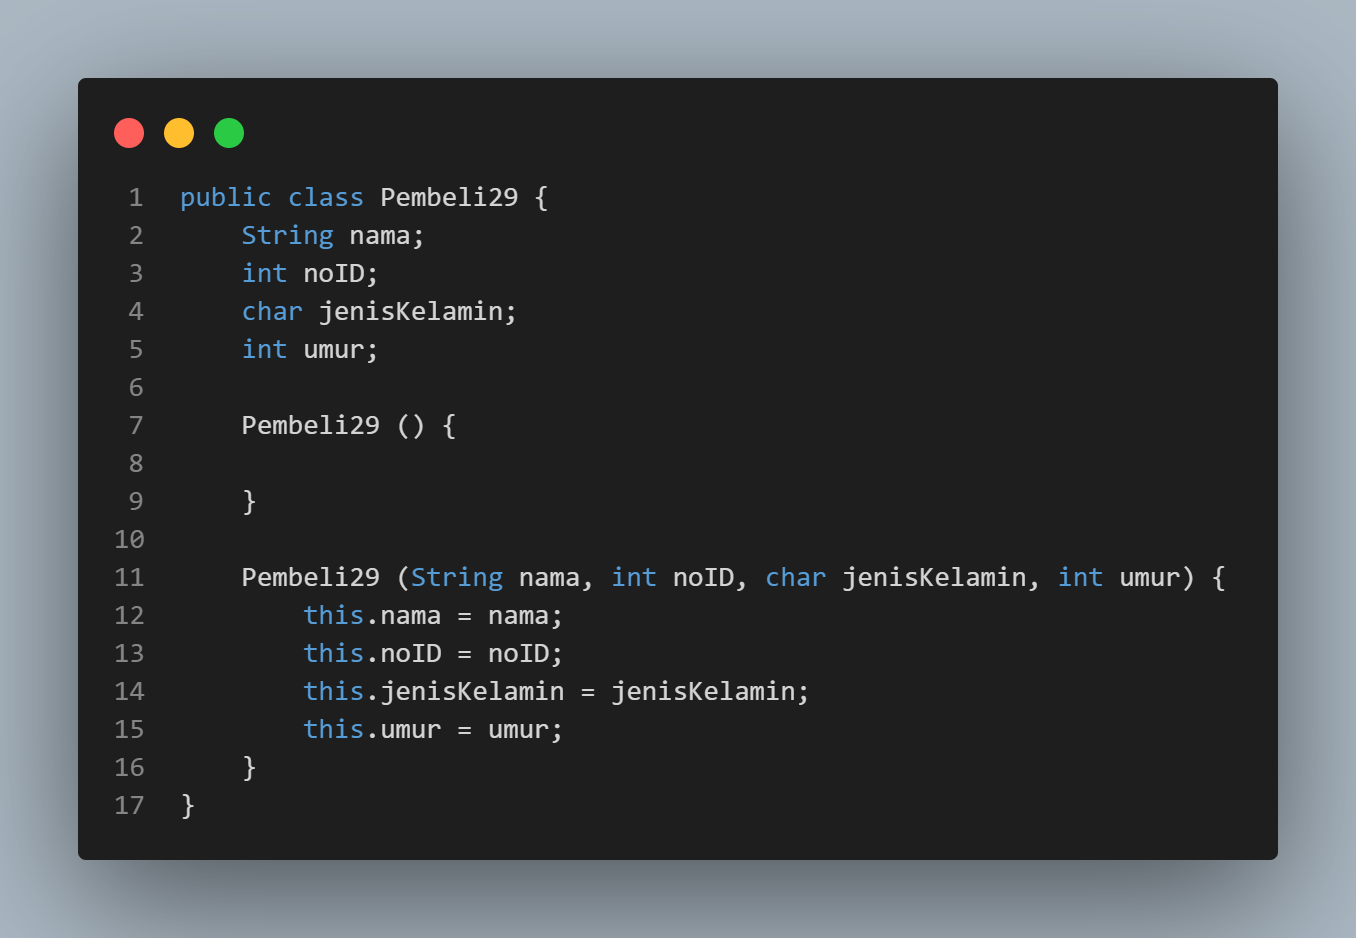 1 public class Pembeli29 {
2     String nama;
3     int noID;
4     char jenisKelamin;
5     int umur;
6
7     Pembeli29 () {
8
9     }
10
11     Pembeli29 (String nama, int noID, char jenisKelamin, int umur) {
12         this.nama = nama;
13         this.noID = noID;
14         this.jenisKelamin = jenisKelamin;
15         this.umur = umur;
16     }
17 }